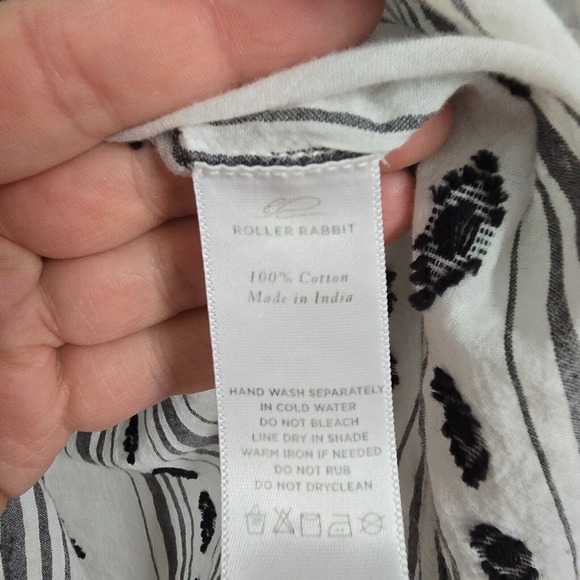 ROLLER RABBIT
100% Cotton
Made in India
HAND WASH SEPARATELY
IN COLD WATER
DO NOT BLEACH
LINE DRY IN SHADE
WARM IRON IF NEEDED
DO NOT RUB
DO NOT DRYCLEAN